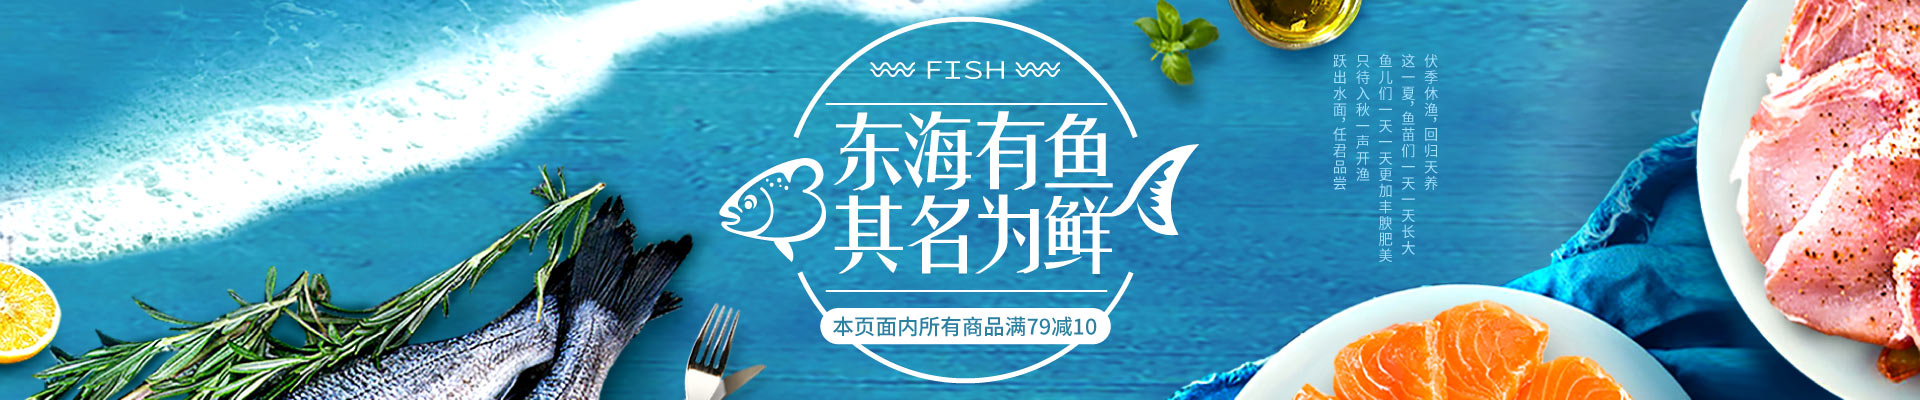 FISH
东海有鱼
其名为鲜
本页面内所有商品满79减10
伏季休渔，回归天养
这一夏，鱼苗们一天一天长大
鱼儿们一天一天更加丰腴肥美
只待入秋一声开渔
跃出水面，任君品尝